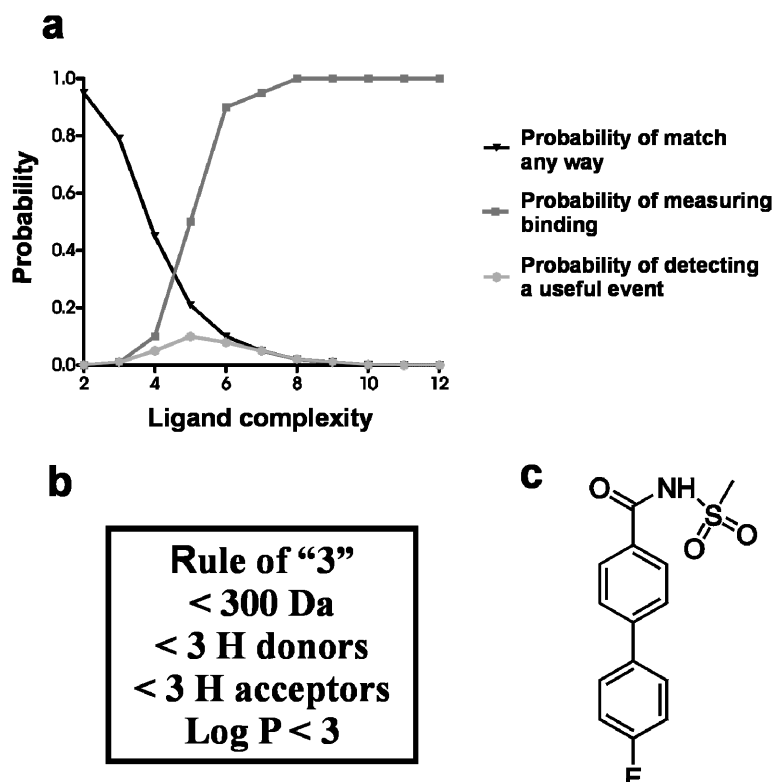 a
1.0
0.8
0.6
0.4
0.2
0.0
Probability
2 4 6 8 10 12
Ligand complexity
Probability of match
any way
Probability of measuring
binding
Probability of detecting
a useful event
b
Rule of “3”
< 300 Da
< 3 H donors
< 3 H acceptors
Log P < 3
c
O
NH
S
O
O
F